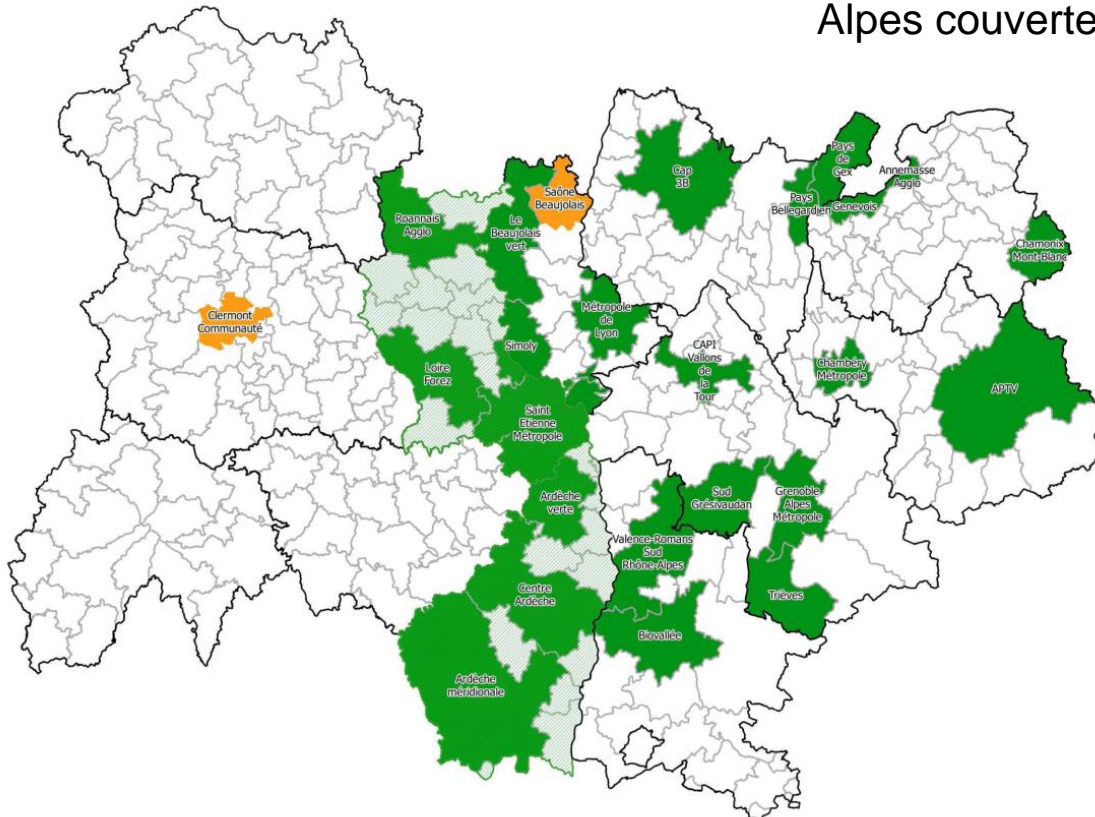 Alpes couverte
Pays
de
Gex
Annemasse
Agglo
Cap
3B
Saône
Beaujolais
Pays
Bellegardien
Genevois
Roannais
Agglo
Le
Beaujolais
vert
Chamonix
Mont-Blanc
Clermont
Communauté
Métropole
de
Lyon
Simoly
CAPI
Vallons
de
la
Tour
Loire
Forez
Chambéry
Métropole
APTV
Saint
Etienne
Métropole
Ardèche
verte
Sud
Grésivaudan
Grenoble
Alpes
Métropole
Valence-Romans
Sud
Rhône-Alpes
Centre
Ardèche
Trièves
Biovallée
Ardèche
méridionale